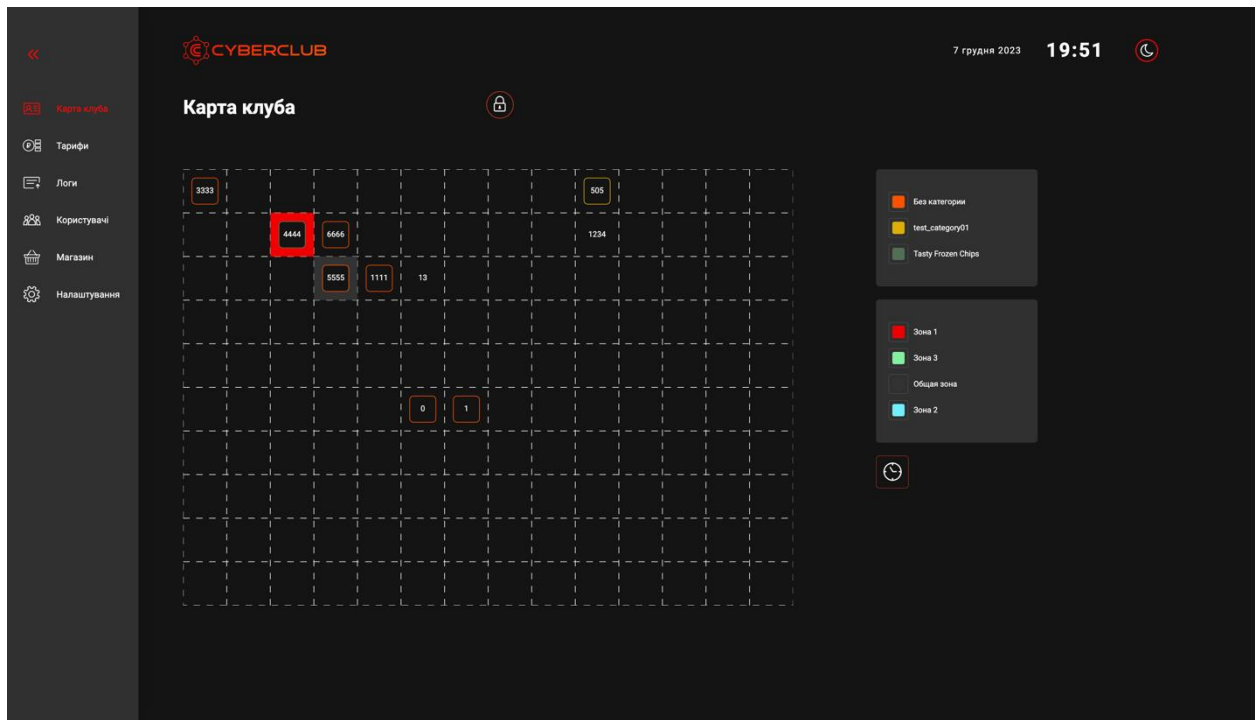 CYBERCLUB
7 грудня 2023
19:51
Карта клуба
Тарифи
Логи
Користувачі
Магазин
Налаштування
Карта клуба
3333
505
4444
6666
1234
5555
1111
13
0
1
Без категории
test_category01
Tasty Frozen Chips
Зона 1
Зона 3
Общая зона
Зона 2